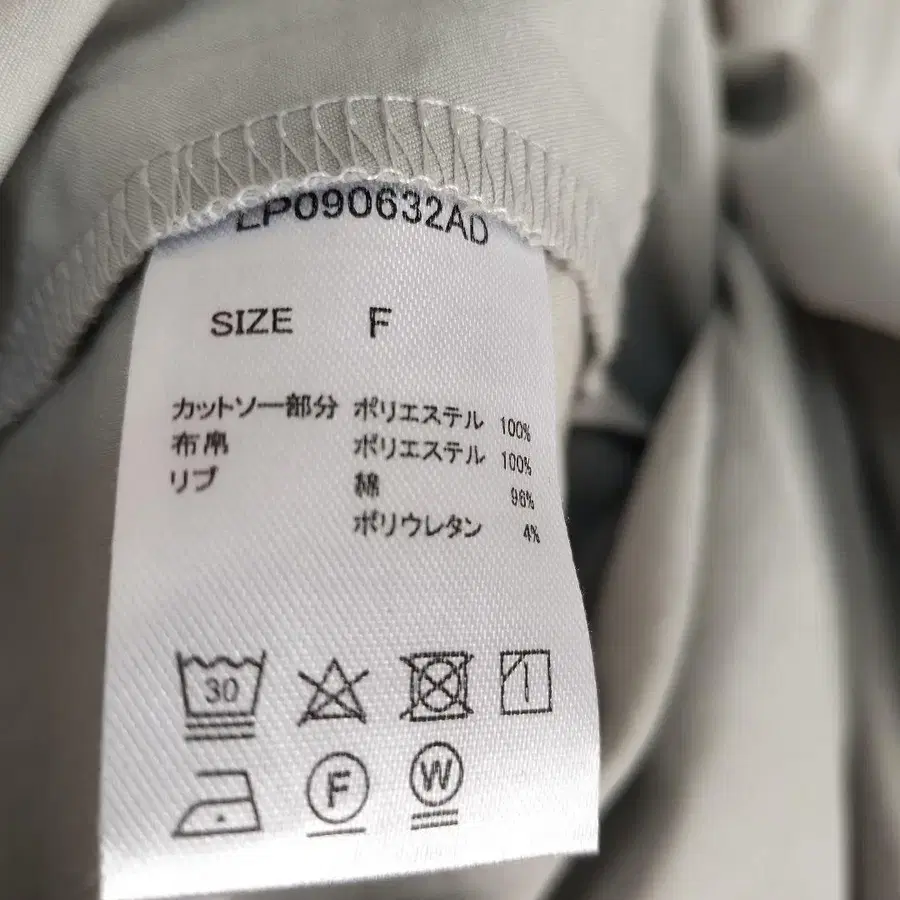 LP090632AD
SIZE F
カットソー部分 ポリエステル 100%
布帛 ポリエステル 100%
リブ 綿 96%
ポリウレタン 4%
30
F W